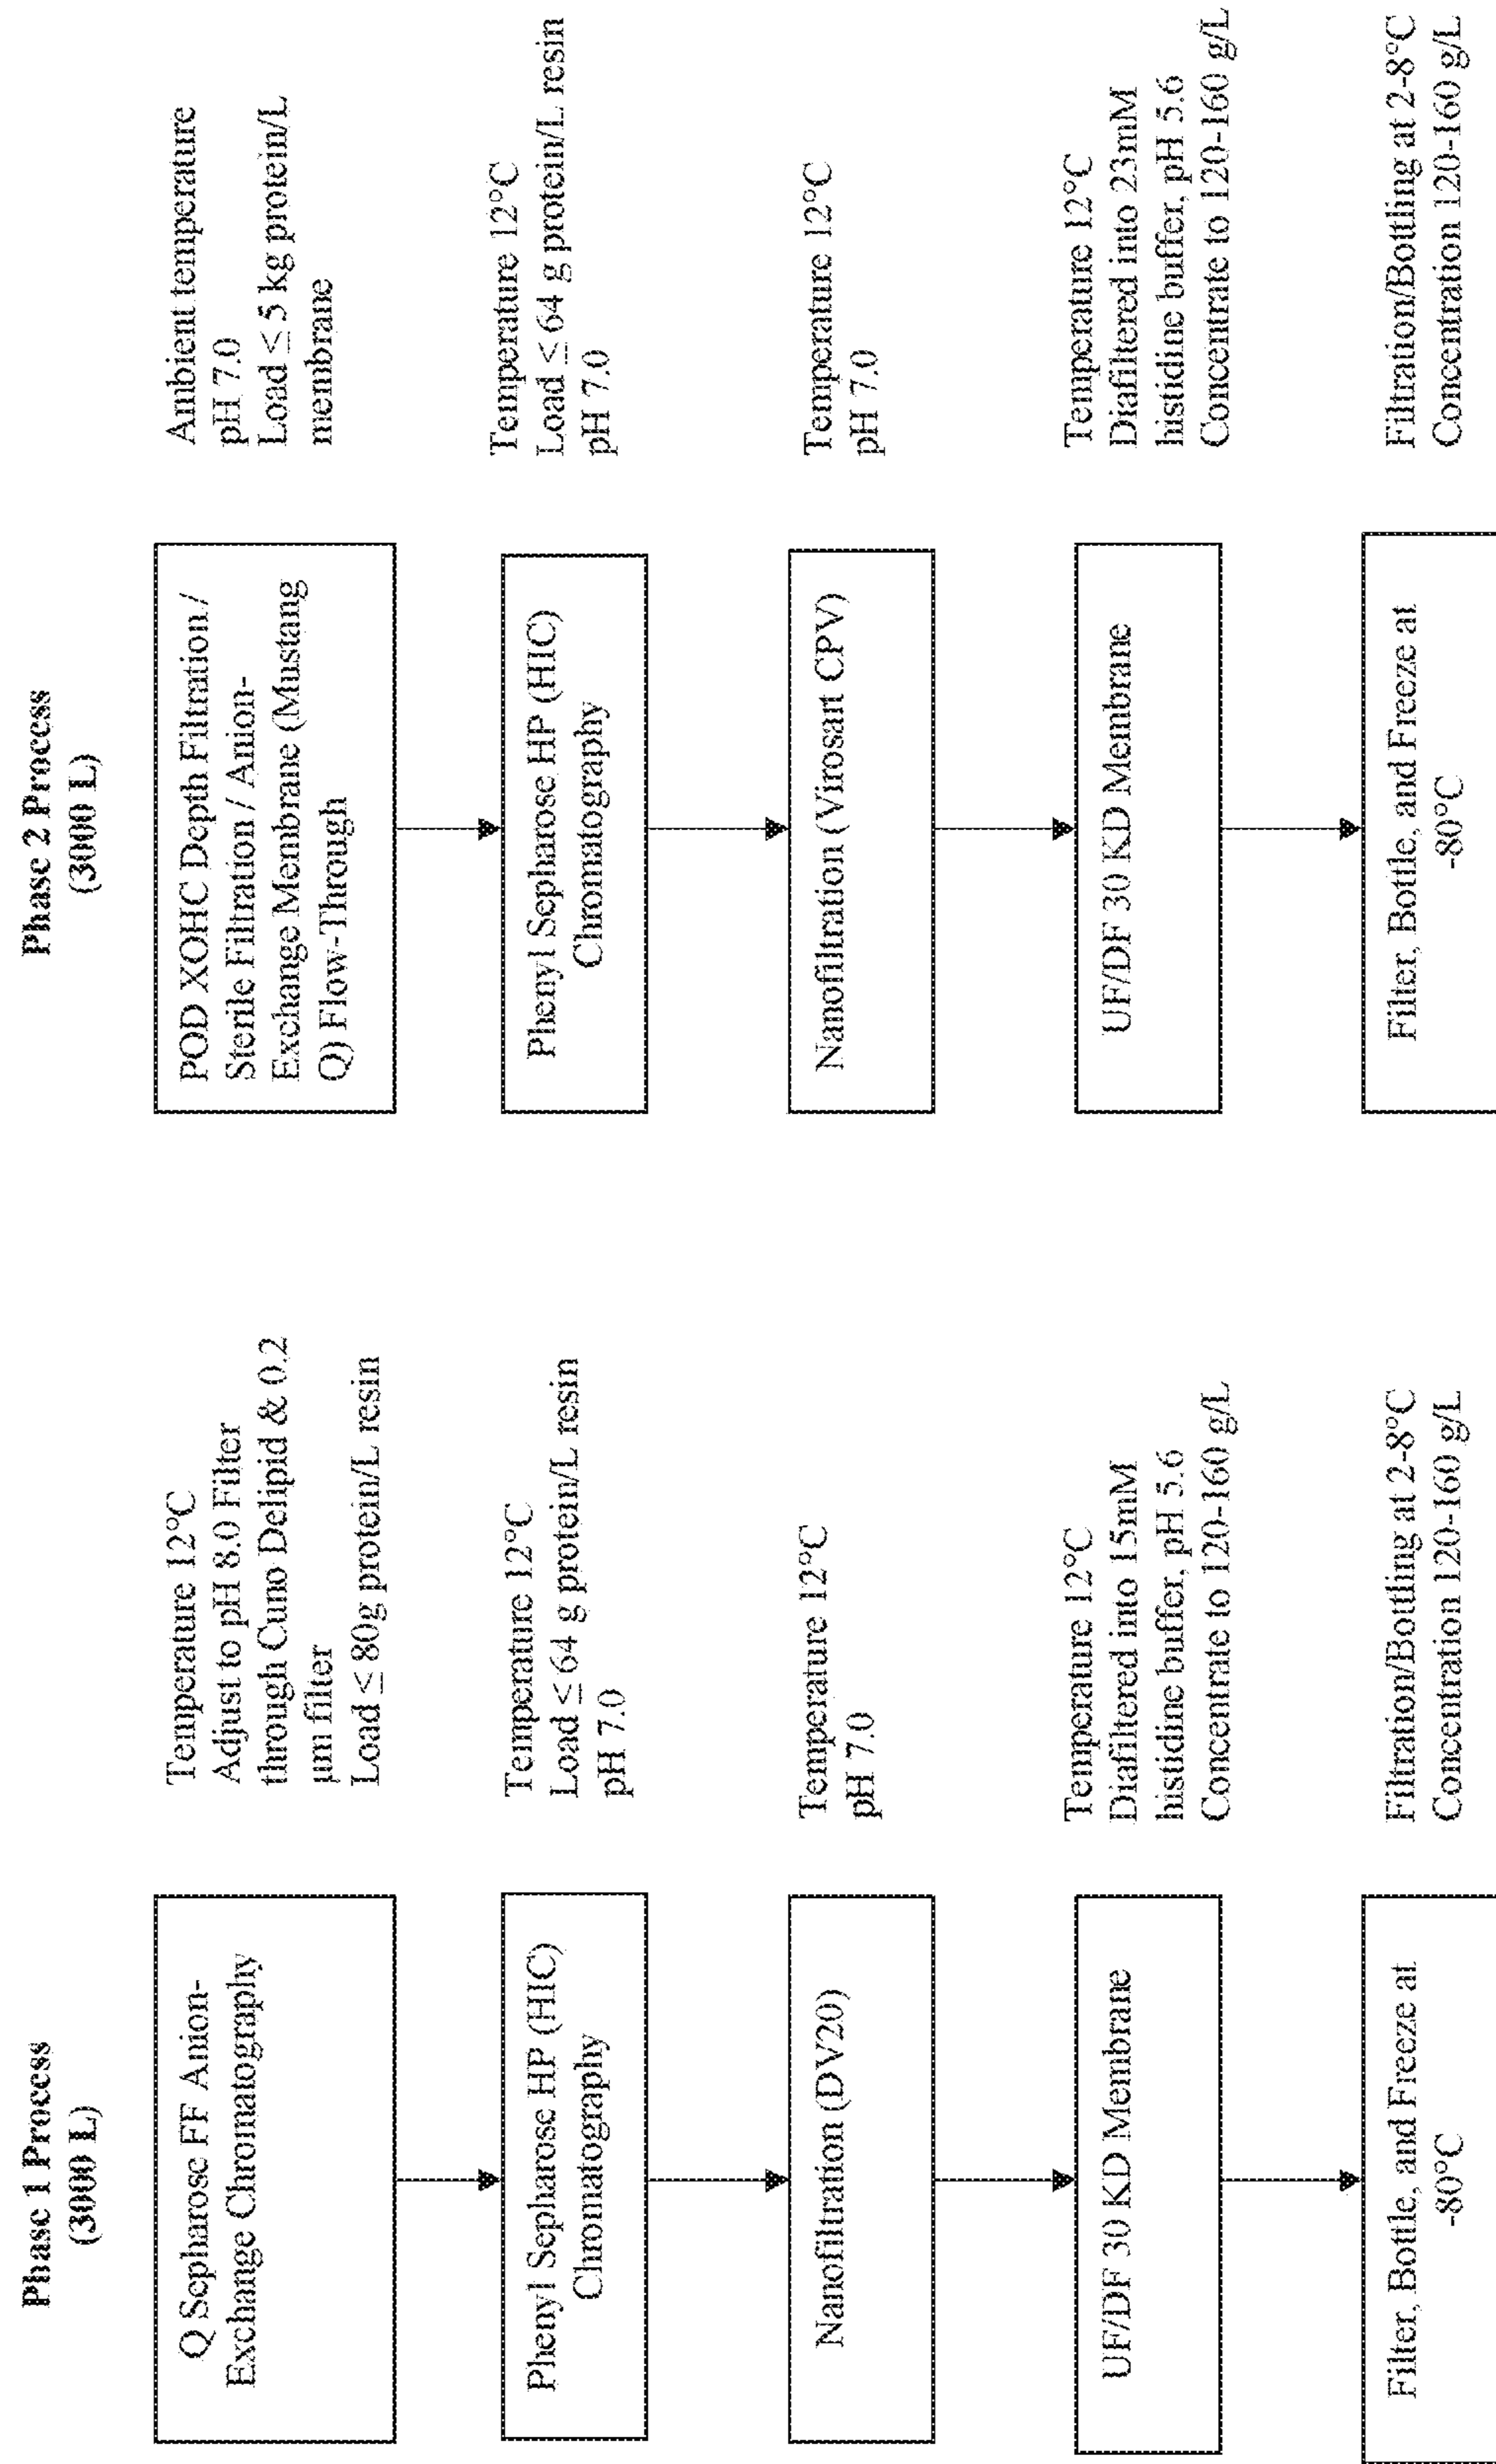 Phase 1 Process
(3000 L)
Q Sepharose FF Anion-
Exchange Chromatography
Temperature 12°C
Adjust to pH 8.0 Filter
through Cuno Delipid & 0.2
µm filter
Load ≤ 80g protein/L resin
Phenyl Sepharose HP (HIC)
Chromatography
Temperature 12°C
Load ≤ 64 g protein/L resin
pH 7.0
Nanofiltration (DV20)
Temperature 12°C
pH 7.0
UF/DF 30 KD Membrane
Temperature 12°C
Diafiltered into 15mM
histidine buffer, pH 5.6
Concentrate to 120-160 g/L
Filter, Bottle, and Freeze at
-80°C
Filtration/Bottling at 2-8°C
Concentration 120-160 g/L
Phase 2 Process
(3000 L)
POD XOHC Depth Filtration /
Sterile Filtration / Anion-
Exchange Membrane (Mustang
Q) Flow-Through
Ambient temperature
pH 7.0
Load ≤ 5 kg protein/L
membrane
Phenyl Sepharose HP (HIC)
Chromatography
Temperature 12°C
Load ≤ 64 g protein/L resin
pH 7.0
Nanofiltration (Virosart CPV)
Temperature 12°C
pH 7.0
UF/DF 30 KD Membrane
Temperature 12°C
Diafiltered into 23mM
histidine buffer, pH 5.6
Concentrate to 120-160 g/L
Filter, Bottle, and Freeze at
-80°C
Filtration/Bottling at 2-8°C
Concentration 120-160 g/L